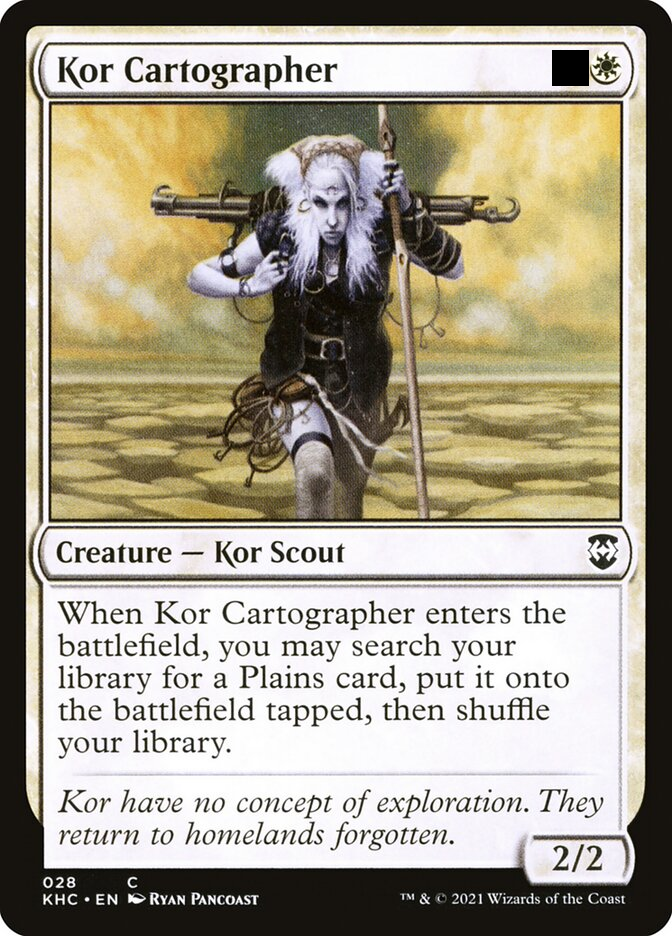 Kor Cartographer
Creature — Kor Scout
When Kor Cartographer enters the
battlefield, you may search your
library for a Plains card, put it onto
the battlefield tapped, then shuffle
your library.
Kor have no concept of exploration. They
return to homelands forgotten.
2/2
028 C
KHC • EN Ryan Pancoast
™ & © 2021 Wizards of the Coast